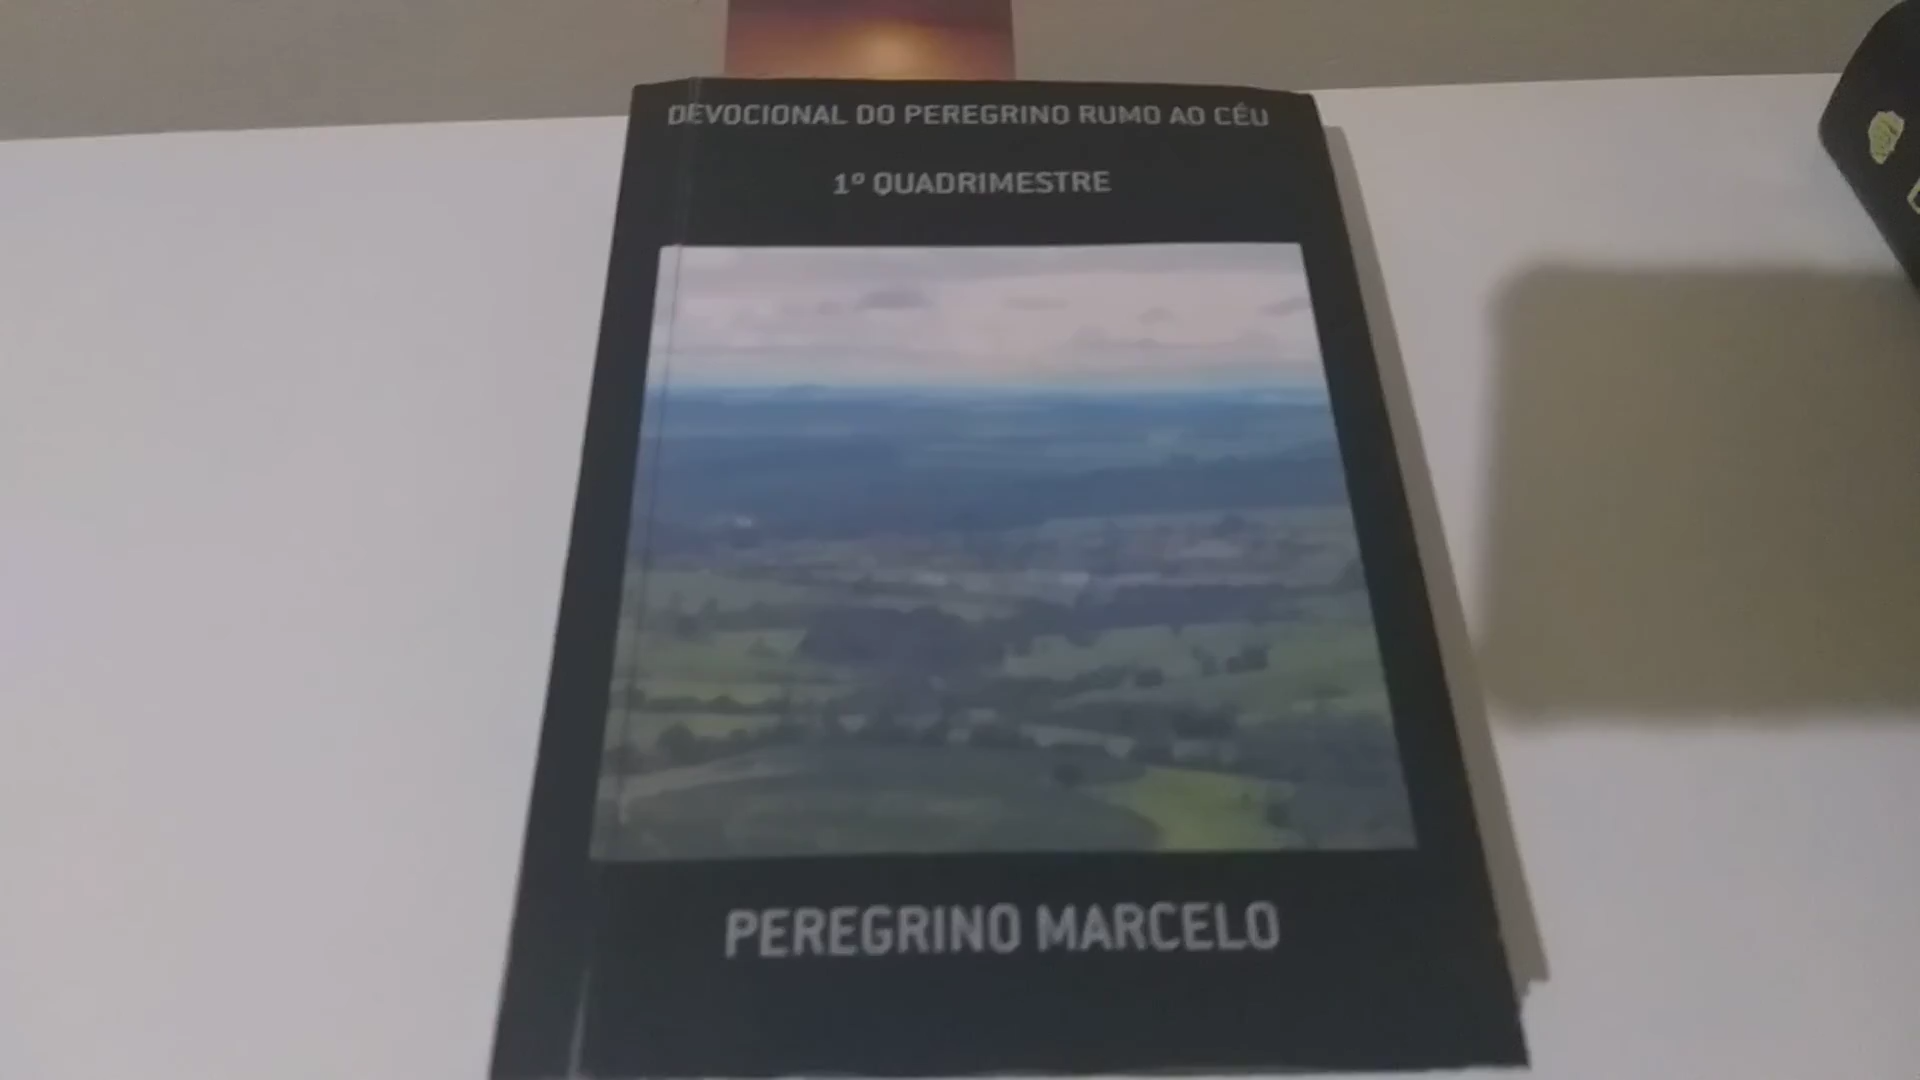 DEVOCIONAL DO PEREGRINO RUMO AO CÉU
1º QUADRIMESTRE
PEREGRINO MARCELO